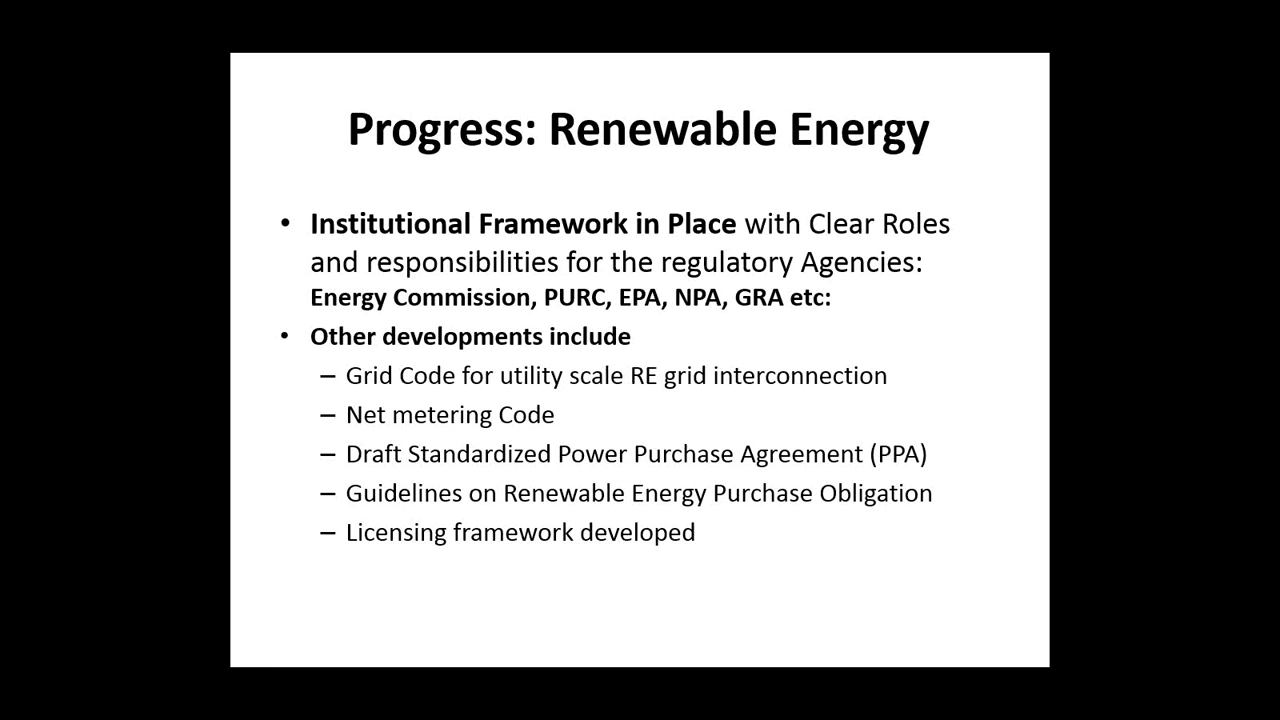 Progress: Renewable Energy
• Institutional Framework in Place with Clear Roles
and responsibilities for the regulatory Agencies:
Energy Commission, PURC, EPA, NPA, GRA etc:
• Other developments include
– Grid Code for utility scale RE grid interconnection
– Net metering Code
– Draft Standardized Power Purchase Agreement (PPA)
– Guidelines on Renewable Energy Purchase Obligation
– Licensing framework developed